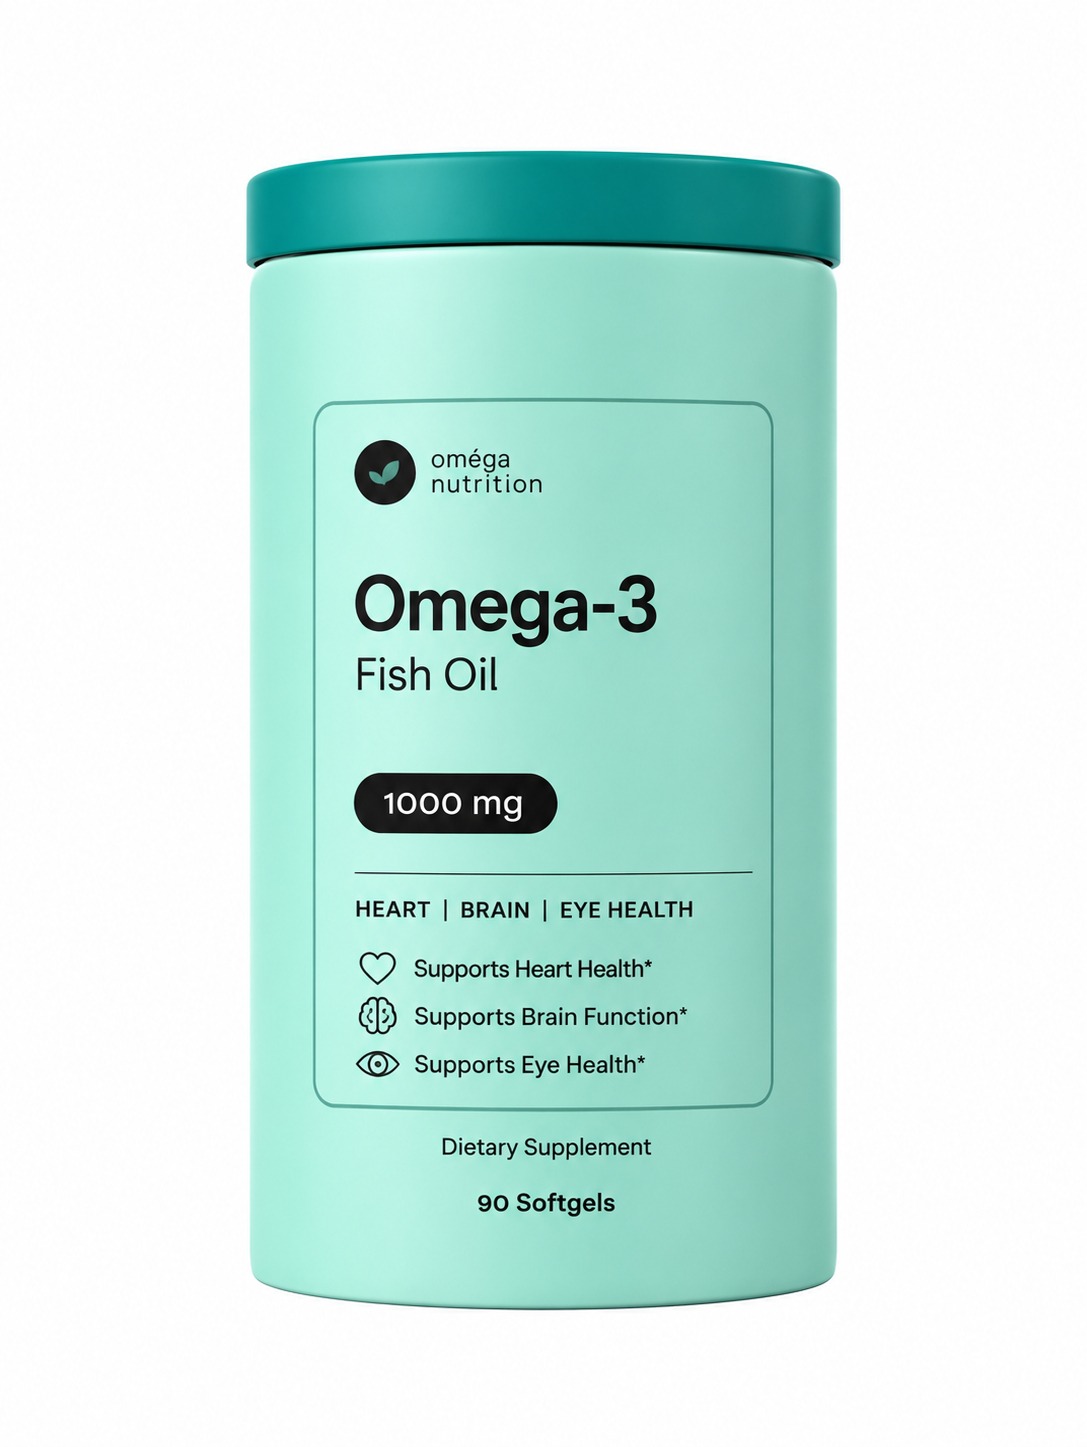 oméga
nutrition
Omega-3
Fish Oil
1000 mg
HEART | BRAIN | EYE HEALTH
Supports Heart Health*
Supports Brain Function*
Supports Eye Health*
Dietary Supplement
90 Softgels